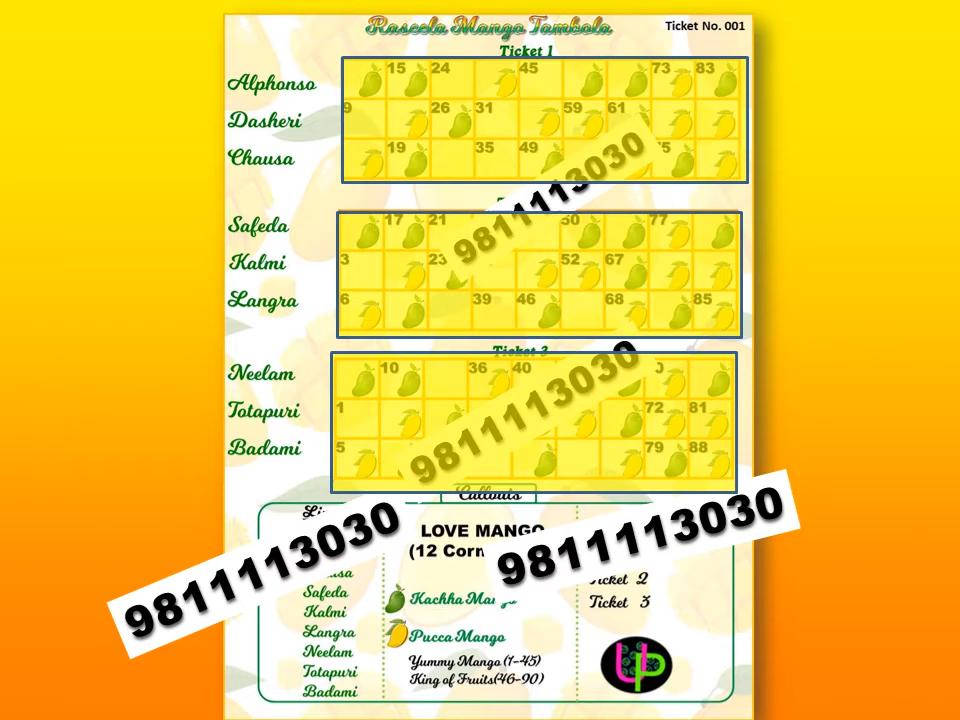 Raseela Mango Tambola
Ticket No. 001
Ticket 1
Alphonso 15 24 45 73 83
Dasheri 9 26 31 59 61
Chausa 19 35 49
9811113030
Safeda 17 21 77
Kalmi 3 23 52 67
Langra 6 39 46 68 85
Ticket 3
Neelam 10 36 40
Totapuri 1 72 81
Badami 5 79 88
9811113030
Callouts
9811113030
9811113030
LOVE MANGO
(12
Safeda
Kalmi
Langra
Neelam
Totapuri
Badami
Kachha
Pucca Mango
Yummy Mango (1-45)
King of Fruits(46-90)
Ticket 2
Ticket 3
UP